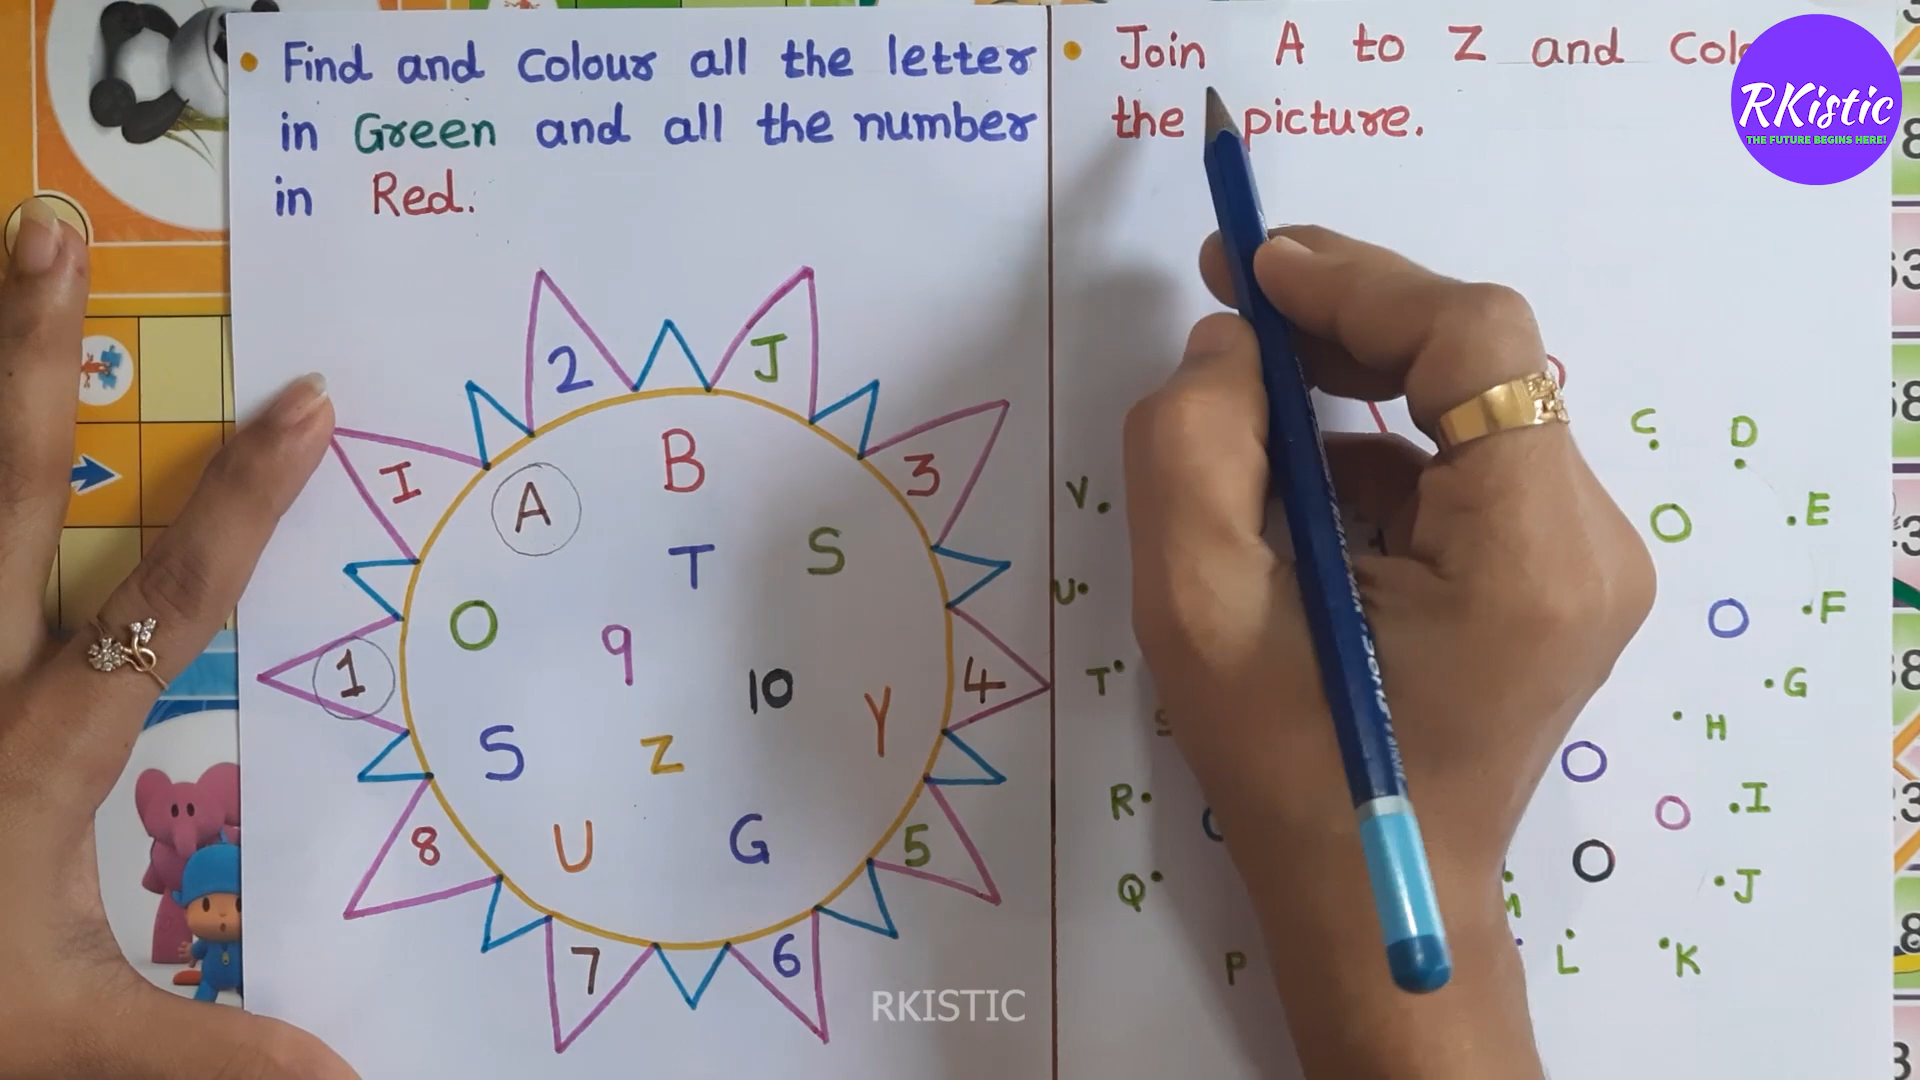 Find and Colour all the letter
in Green and all the number
in Red.
Join A to Z and
the picture.
RKistic
THE FUTURE BEGINS HERE!
2
J
I
A
B
3
T
S
O
9
1
10
4
Y
S
Z
8
U
G
5
7
6
C
D
V
E
U
F
T
G
H
R
I
Q
J
M
P
L
K
RKISTIC